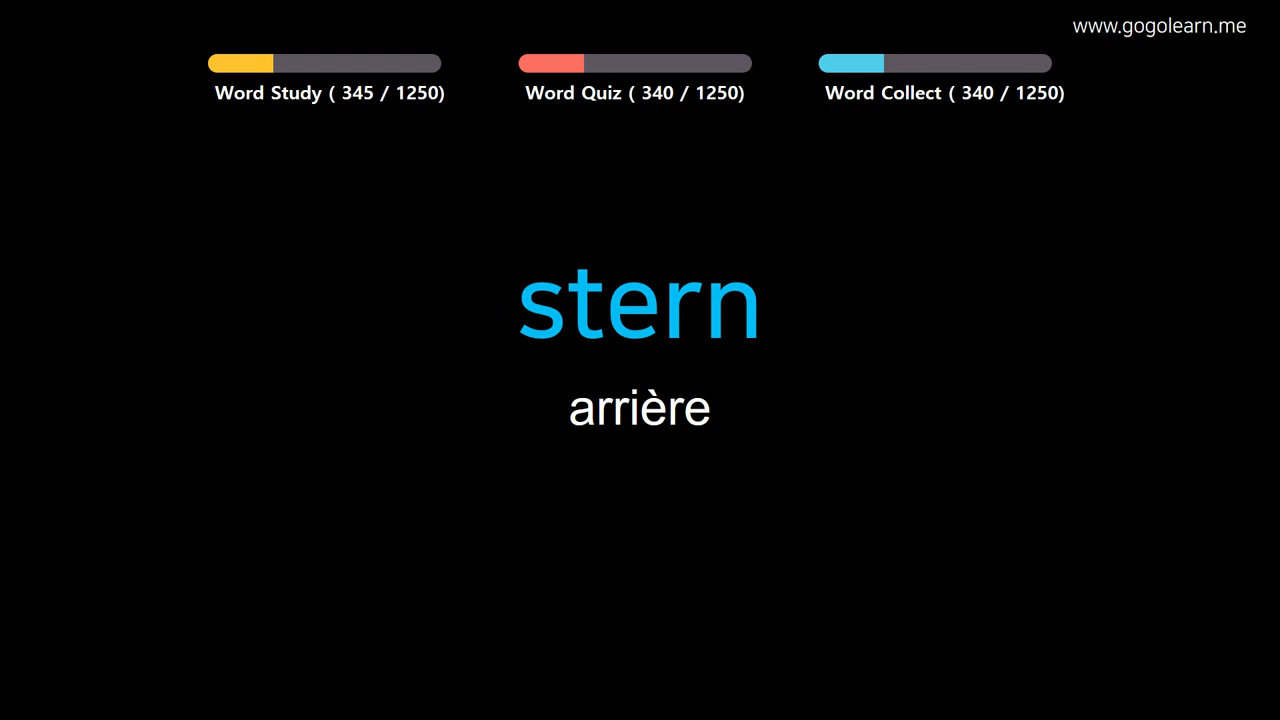 www.gogolearn.me
Word Study ( 345 / 1250)
Word Quiz ( 340 / 1250)
Word Collect ( 340 / 1250)
stern
arrière